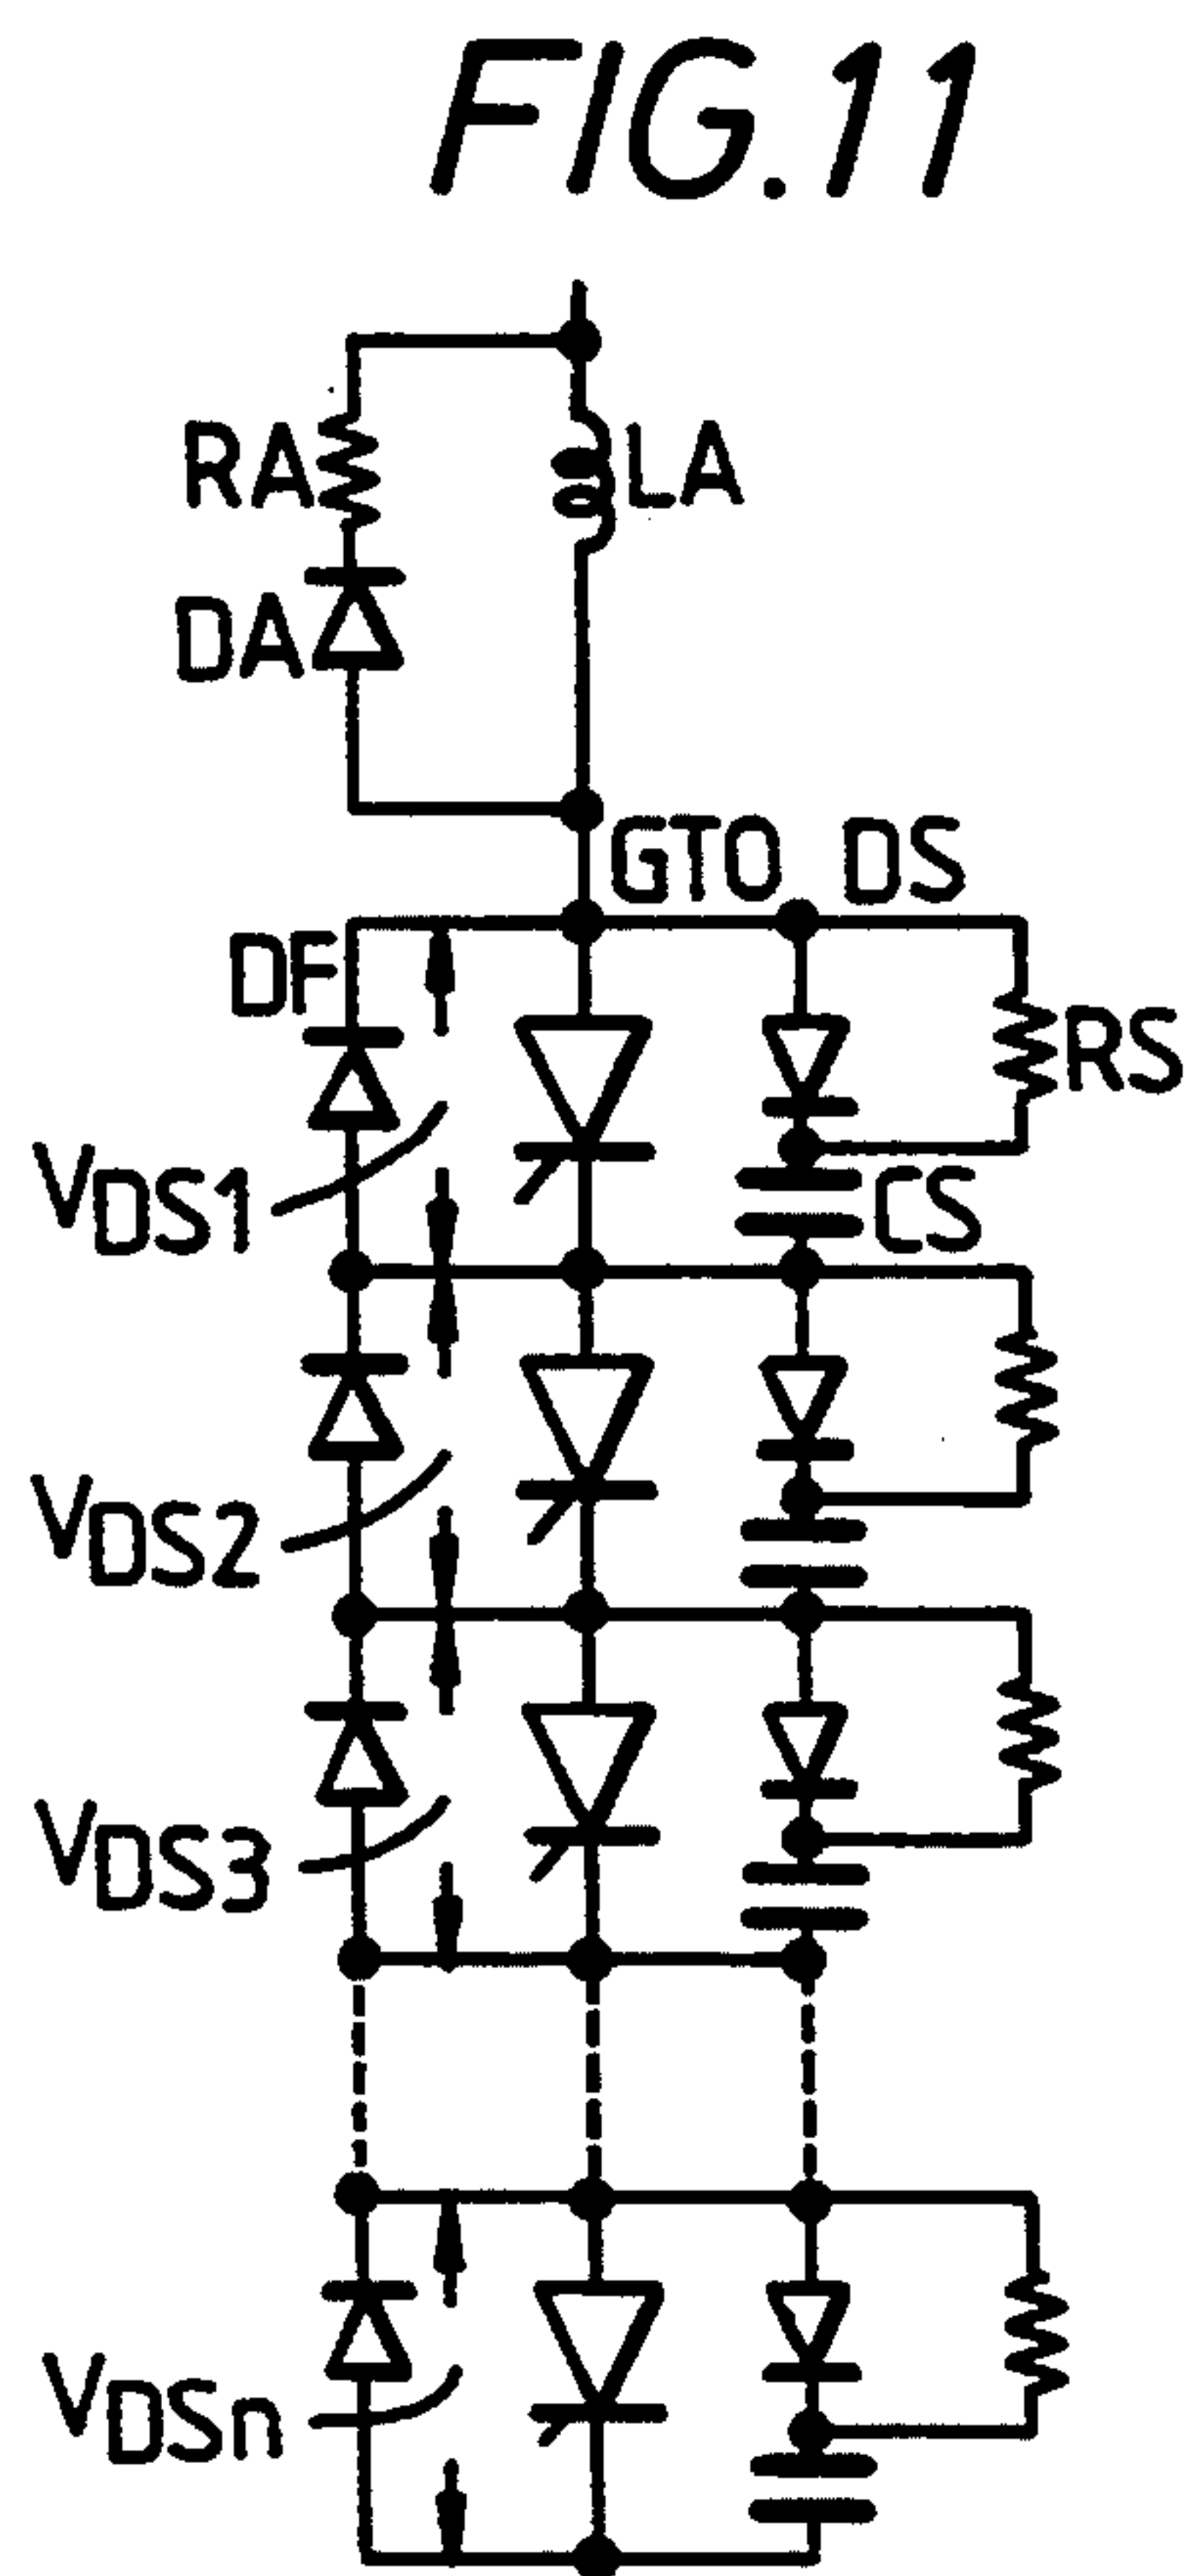 FIG.11
RA
LA
DA
GTO DS
DF
RS
VDS1
CS
VDS2
VDS3
VDSn